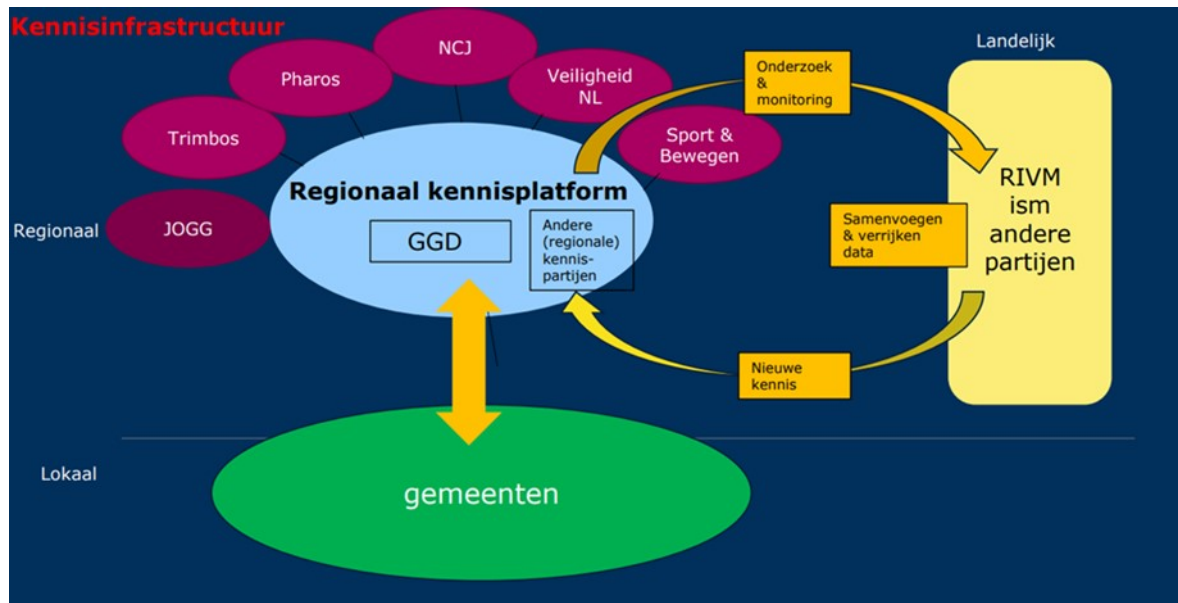 Kennisinfrastructuur
NCJ
Landelijk
Pharos
Veiligheid
NL
Onderzoek
&
monitoring
Trimbos
Sport &
Bewegen
Regionaal kennisplatform
RIVM
ism
andere
partijen
Regionaal
JOGG
GGD
Andere
(regionale)
kennis-
partijen
Samenvoegen
& verrijken
data
Nieuwe
kennis
Lokaal
gemeenten